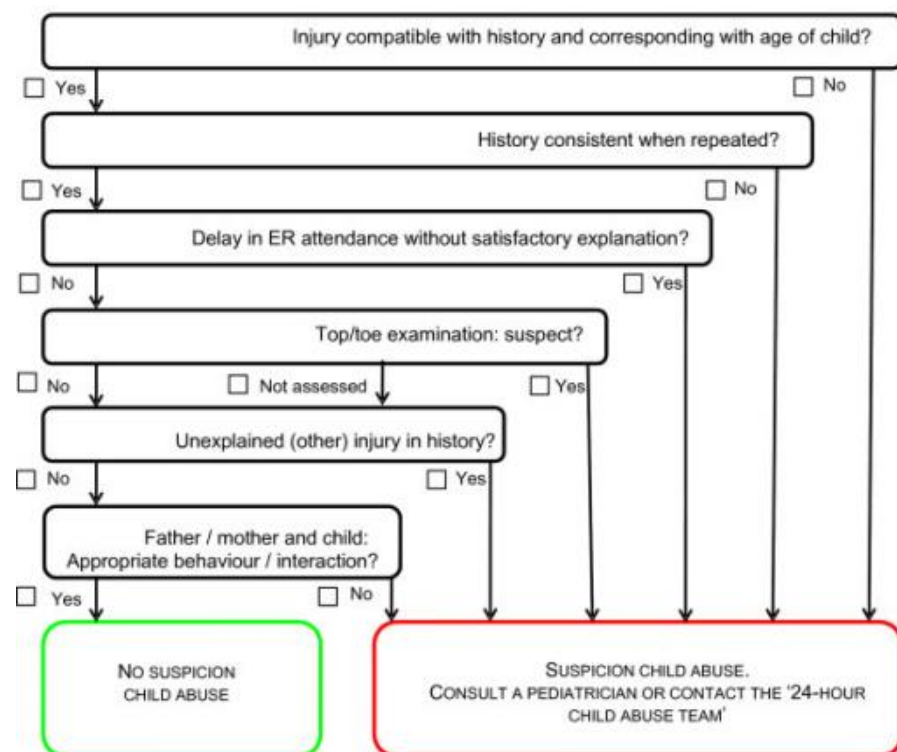 Injury compatible with history and corresponding with age of child?
Yes
No
History consistent when repeated?
Yes
No
Delay in ER attendance without satisfactory explanation?
No
Yes
Top/toe examination: suspect?
No
Not assessed
Yes
Unexplained (other) injury in history?
No
Yes
Father / mother and child:
Appropriate behaviour / interaction?
Yes
No
NO SUSPICION
CHILD ABUSE
SUSPICION CHILD ABUSE.
CONSULT A PEDIATRICIAN OR CONTACT THE ‘24-HOUR
CHILD ABUSE TEAM’